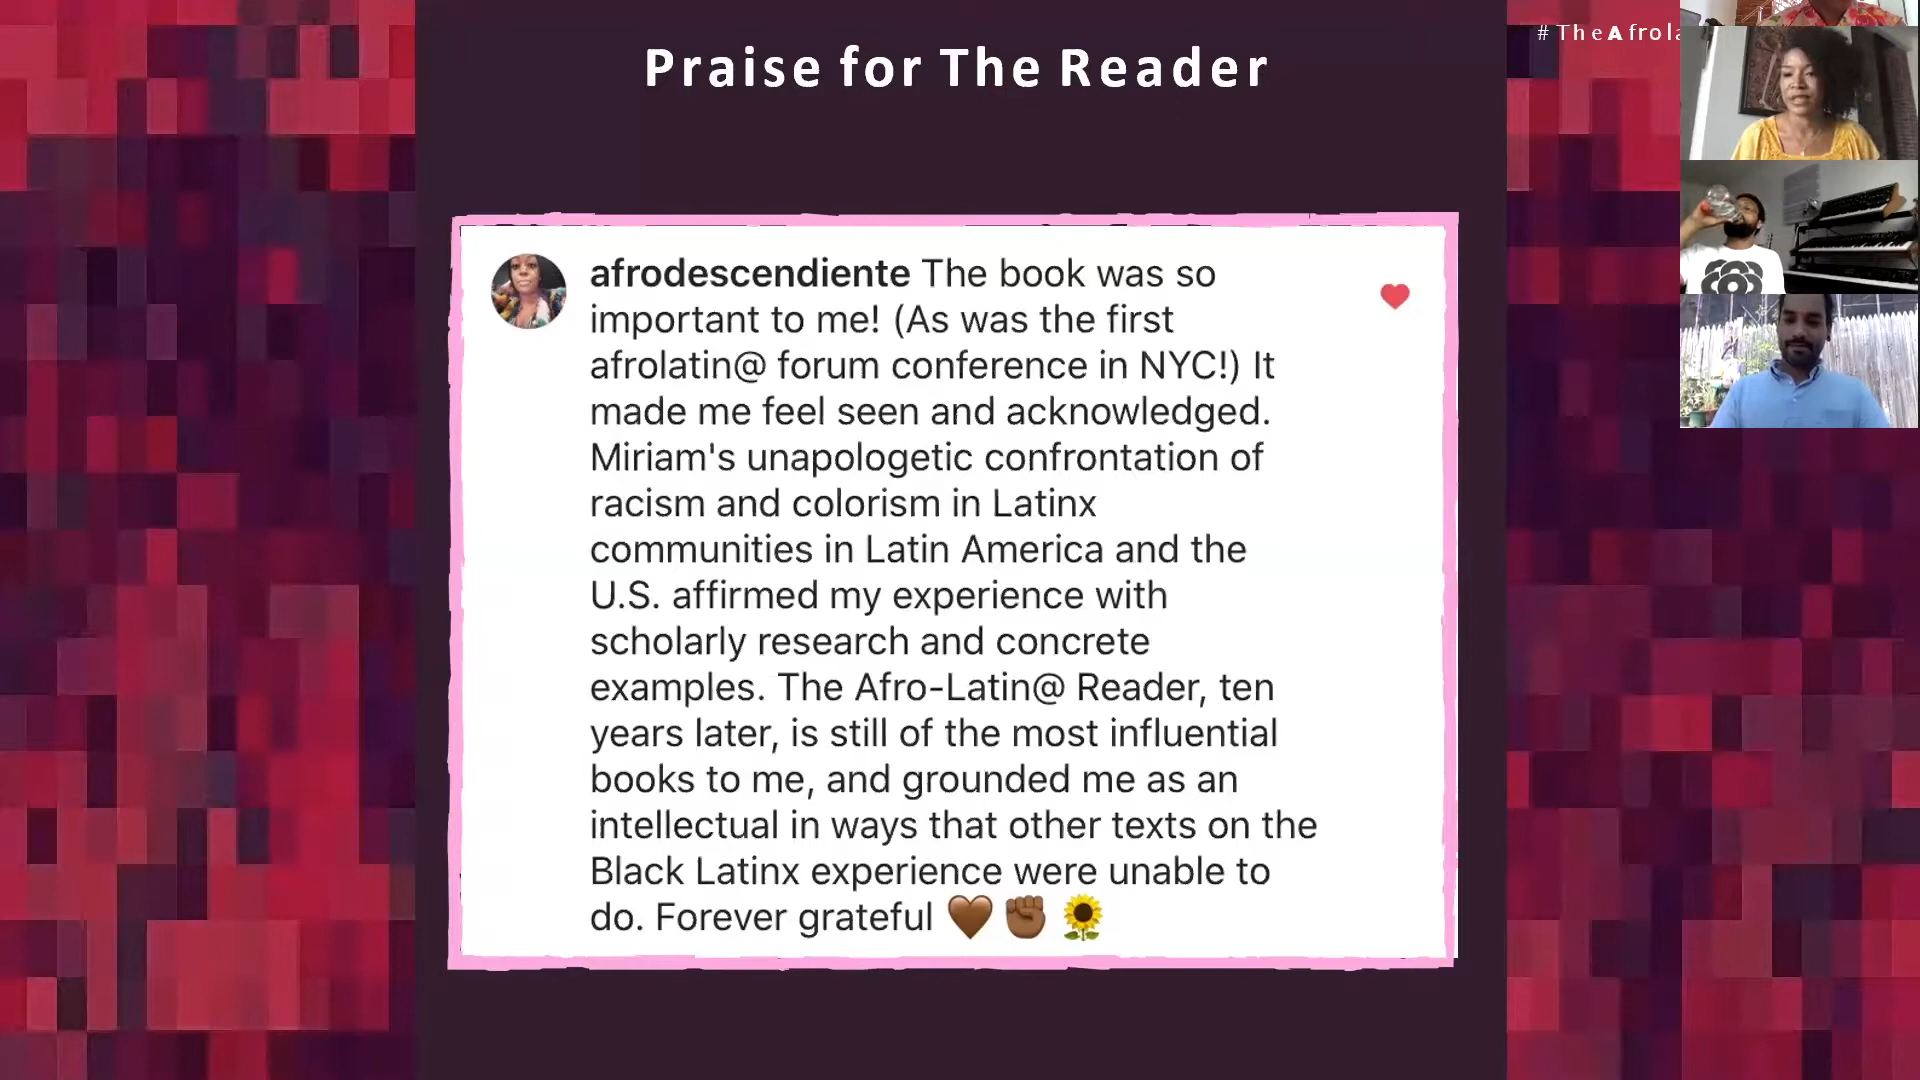 Praise for The Reader
#TheAfrola
afrodescendiente The book was so
important to me! (As was the first
afrolatin@ forum conference in NYC!) It
made me feel seen and acknowledged.
Miriam's unapologetic confrontation of
racism and colorism in Latinx
communities in Latin America and the
U.S. affirmed my experience with
scholarly research and concrete
examples. The Afro-Latin@ Reader, ten
years later, is still of the most influential
books to me, and grounded me as an
intellectual in ways that other texts on the
Black Latinx experience were unable to
do. Forever grateful 🤎✊🏾🌻